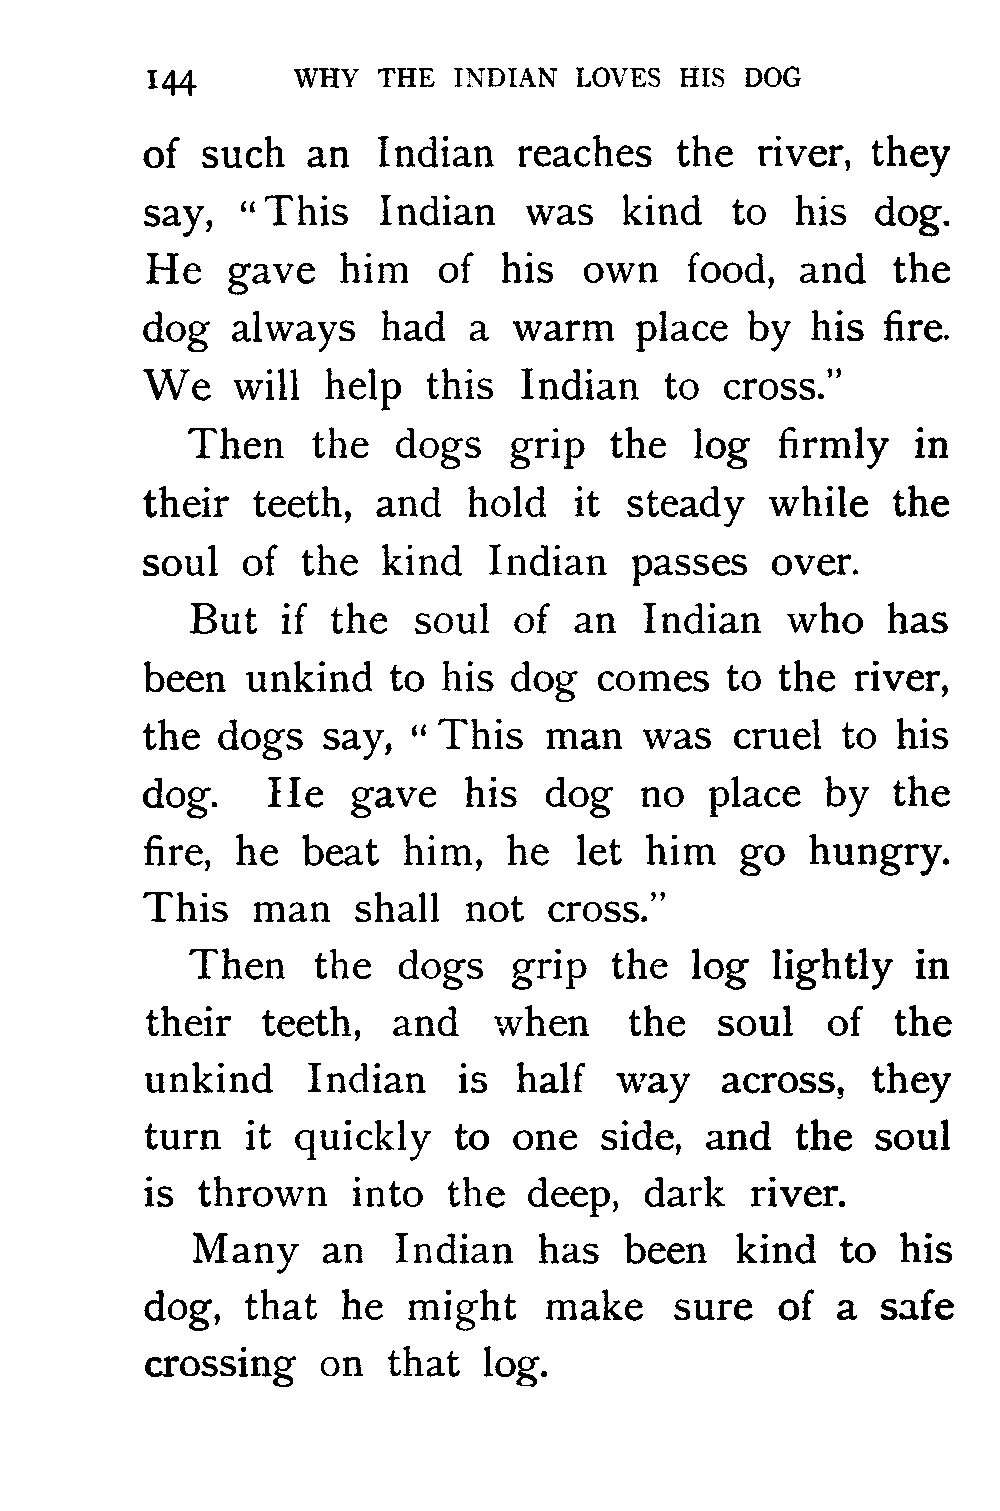 144 WHY THE INDIAN LOVES HIS DOG
of such an Indian reaches the river, they
say, “This Indian was kind to his dog.
He gave him of his own food, and the
dog always had a warm place by his fire.
We will help this Indian to cross.”
Then the dogs grip the log firmly in
their teeth, and hold it steady while the
soul of the kind Indian passes over.
But if the soul of an Indian who has
been unkind to his dog comes to the river,
the dogs say, “This man was cruel to his
dog. He gave his dog no place by the
fire, he beat him, he let him go hungry.
This man shall not cross.”
Then the dogs grip the log lightly in
their teeth, and when the soul of the
unkind Indian is half way across, they
turn it quickly to one side, and the soul
is thrown into the deep, dark river.
Many an Indian has been kind to his
dog, that he might make sure of a safe
crossing on that log.